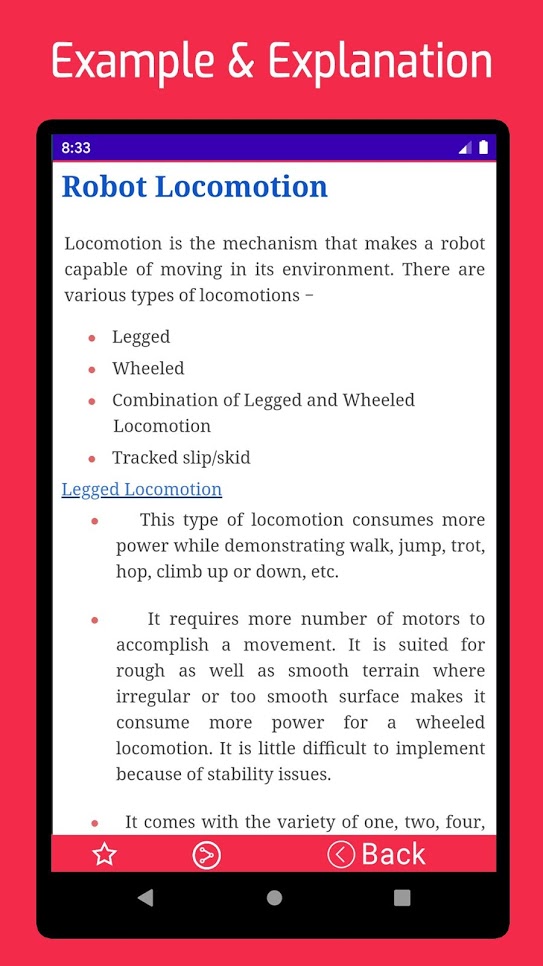 Example & Explanation
8:33
Robot Locomotion
Locomotion is the mechanism that makes a robot
capable of moving in its environment. There are
various types of locomotions −
Legged
Wheeled
Combination of Legged and Wheeled
Locomotion
Tracked slip/skid
Legged Locomotion
This type of locomotion consumes more
power while demonstrating walk, jump, trot,
hop, climb up or down, etc.
It requires more number of motors to
accomplish a movement. It is suited for
rough as well as smooth terrain where
irregular or too smooth surface makes it
consume more power for a wheeled
locomotion. It is little difficult to implement
because of stability issues.
It comes with the variety of one, two, four,
Back